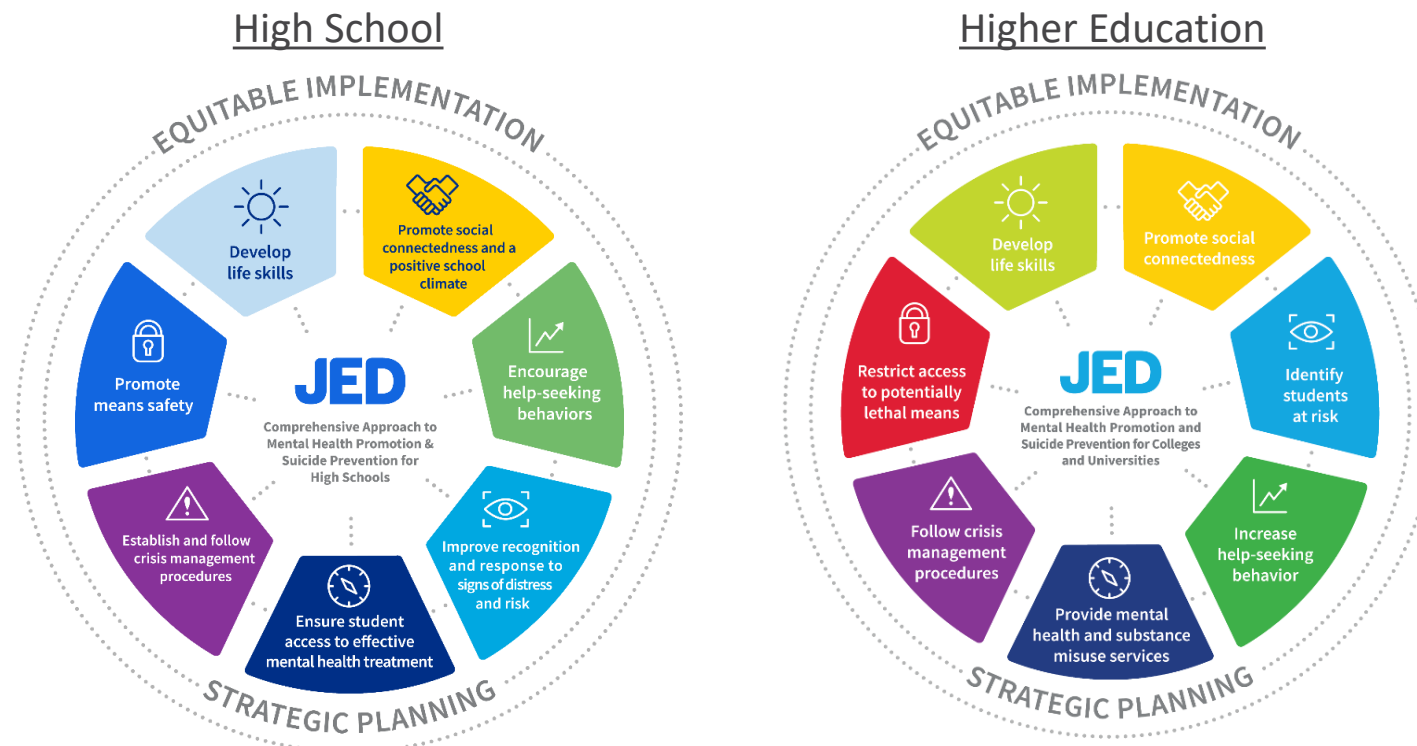 High School
EQUITABLE IMPLEMENTATION
Develop
life skills
Promote social
connectedness and a
positive school
climate
Encourage
help-seeking
behaviors
Improve recognition
and response to
signs of distress
and risk
Ensure student
access to effective
mental health treatment
Establish and follow
crisis management
procedures
Promote
means safety
JED
Comprehensive Approach to
Mental Health Promotion &
Suicide Prevention for
High Schools
STRATEGIC PLANNING
Higher Education
EQUITABLE IMPLEMENTATION
Develop
life skills
Promote social
connectedness
Identify
students
at risk
Increase
help-seeking
behavior
Provide mental
health and substance
misuse services
Follow crisis
management
procedures
Restrict access
to potentially
lethal means
JED
Comprehensive Approach to
Mental Health Promotion and
Suicide Prevention for Colleges
and Universities
STRATEGIC PLANNING